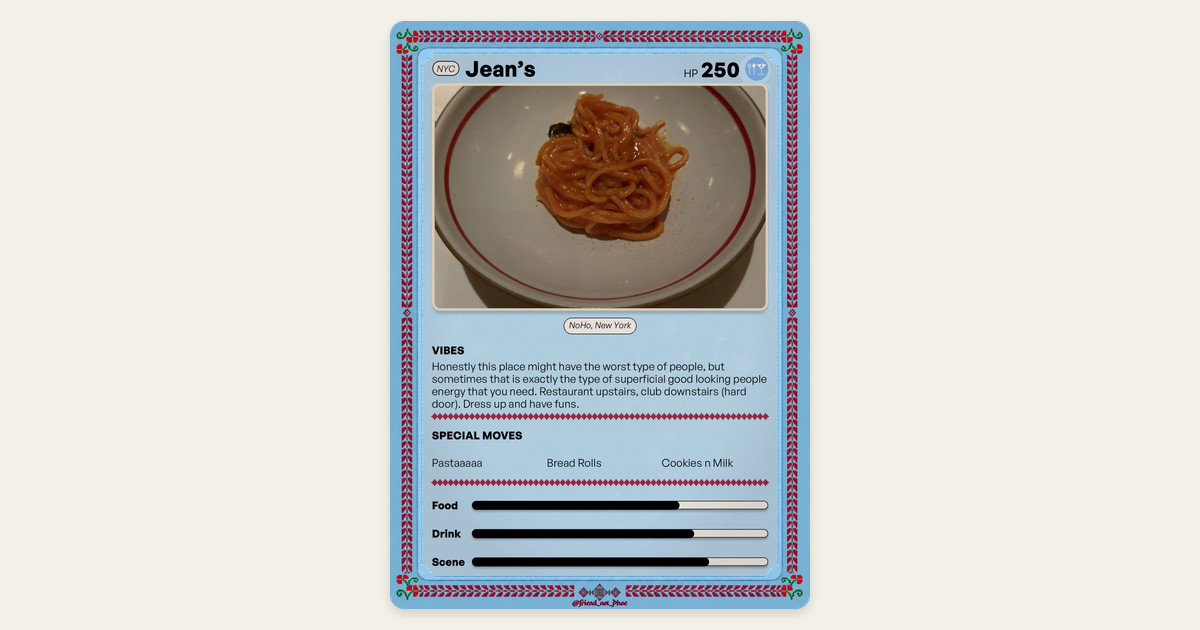 NYC Jean's HP 250
NoHo, New York
VIBES
Honestly this place might have the worst type of people, but
sometimes that is exactly the type of superficial good looking people
energy that you need. Restaurant upstairs, club downstairs (hard
door). Dress up and have funs.
SPECIAL MOVES
Pastaaaaa Bread Rolls Cookies n Milk
Food
Drink
Scene
@friend_not_phoe